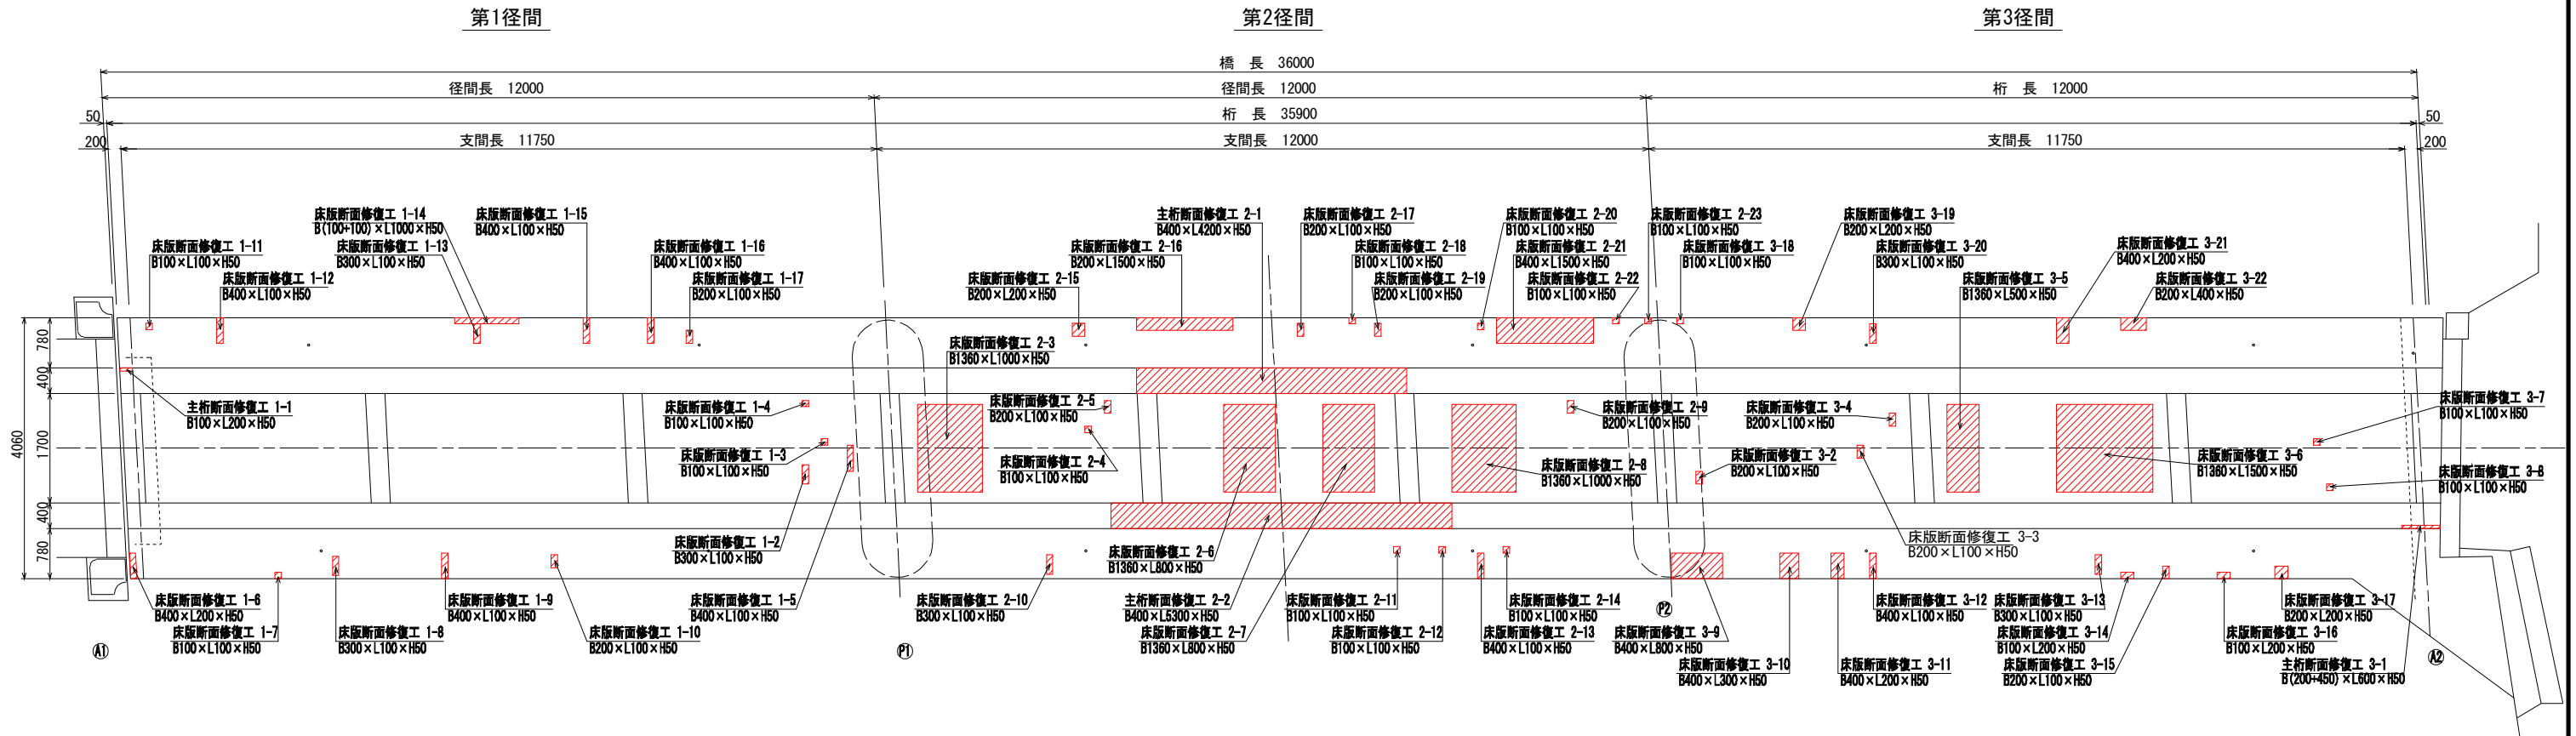 第1径間
第2径間
第3径間
橋 長 36000
径間長 12000
径間長 12000
桁 長 12000
50
桁 長 35900
50
200
支間長 11750
支間長 12000
支間長 11750
200
床版断面修復工 1-14
B(100+100)×L1000×H50
床版断面修復工 1-15
B400×L100×H50
主桁断面修復工 2-1
B400×L4200×H50
床版断面修復工 2-17
B200×L100×H50
床版断面修復工 2-20
B100×L100×H50
床版断面修復工 2-23
B100×L100×H50
床版断面修復工 3-19
B200×L200×H50
床版断面修復工 1-11
B100×L100×H50
床版断面修復工 1-13
B300×L100×H50
床版断面修復工 1-16
B400×L100×H50
床版断面修復工 2-16
B200×L1500×H50
床版断面修復工 2-18
B100×L100×H50
床版断面修復工 2-21
B400×L1500×H50
床版断面修復工 3-18
B100×L100×H50
床版断面修復工 3-20
B300×L100×H50
床版断面修復工 3-21
B400×L200×H50
床版断面修復工 1-12
B400×L100×H50
床版断面修復工 1-17
B200×L100×H50
床版断面修復工 2-15
B200×L200×H50
床版断面修復工 2-19
B200×L100×H50
床版断面修復工 2-22
B100×L100×H50
床版断面修復工 3-5
B1360×L500×H50
床版断面修復工 3-22
B200×L400×H50
4060
780
400
1700
400
780
床版断面修復工 2-3
B1360×L1000×H50
主桁断面修復工 1-1
B100×L200×H50
床版断面修復工 1-4
B100×L100×H50
床版断面修復工 2-5
B200×L100×H50
床版断面修復工 2-9
B200×L100×H50
床版断面修復工 3-4
B200×L100×H50
床版断面修復工 3-7
B100×L100×H50
床版断面修復工 1-3
B100×L100×H50
床版断面修復工 2-4
B100×L100×H50
床版断面修復工 2-8
B1360×L1000×H50
床版断面修復工 3-2
B200×L100×H50
床版断面修復工 3-6
B1360×L1500×H50
床版断面修復工 3-8
B100×L100×H50
床版断面修復工 1-2
B300×L100×H50
床版断面修復工 2-6
B1360×L800×H50
床版断面修復工 3-3
B200×L100×H50
床版断面修復工 1-6
B400×L200×H50
床版断面修復工 1-9
B400×L100×H50
床版断面修復工 1-5
B400×L100×H50
床版断面修復工 2-10
B300×L100×H50
主桁断面修復工 2-2
B400×L5300×H50
床版断面修復工 2-11
B100×L100×H50
床版断面修復工 2-14
B100×L100×H50
P2
床版断面修復工 3-12
B400×L100×H50
床版断面修復工 3-13
B300×L100×H50
床版断面修復工 3-17
B200×L200×H50
床版断面修復工 1-7
B100×L100×H50
床版断面修復工 1-8
B300×L100×H50
床版断面修復工 1-10
B200×L100×H50
床版断面修復工 2-7
B1360×L800×H50
床版断面修復工 2-12
B100×L100×H50
床版断面修復工 2-13
B400×L100×H50
床版断面修復工 3-9
B400×L800×H50
床版断面修復工 3-14
B100×L200×H50
床版断面修復工 3-16
B100×L200×H50
A1
P1
A2
床版断面修復工 3-10
B400×L300×H50
床版断面修復工 3-11
B400×L200×H50
床版断面修復工 3-15
B200×L100×H50
主桁断面修復工 3-1
B(200+450)×L600×H50